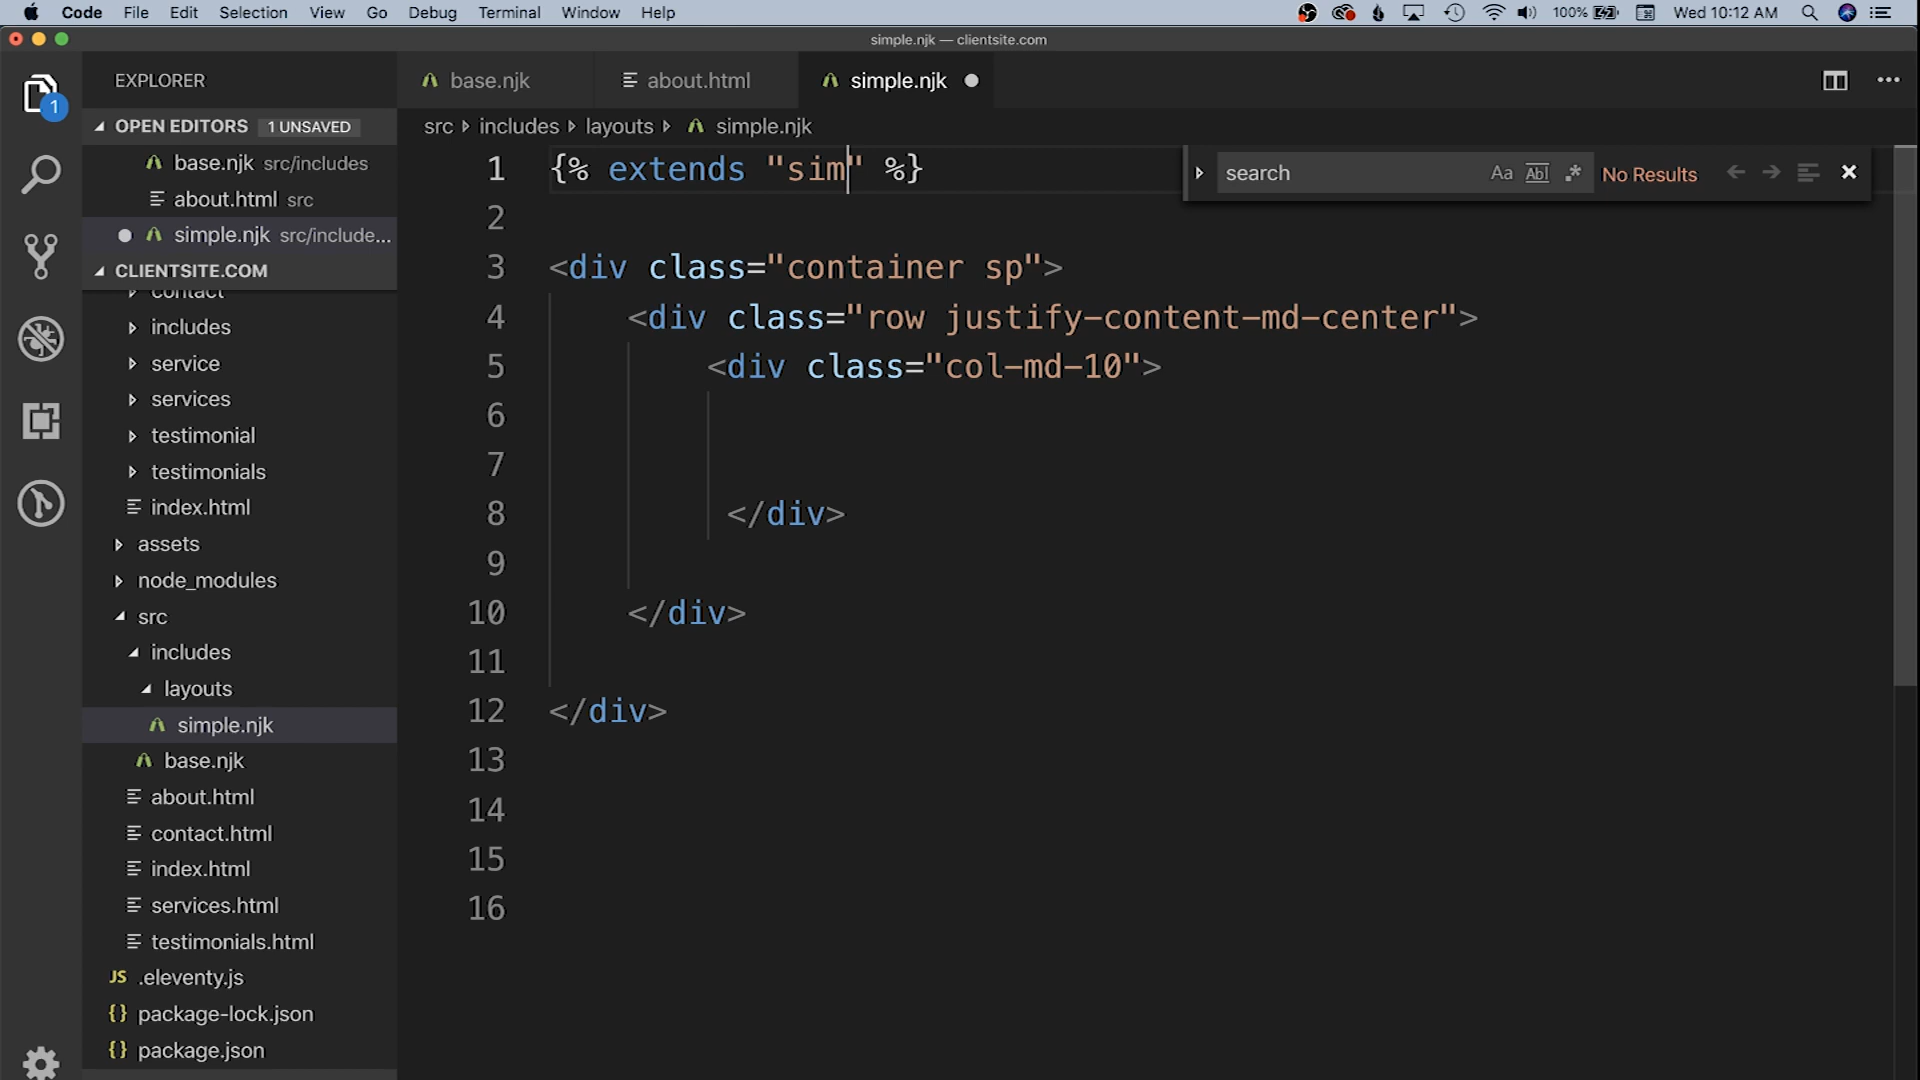 Code File Edit Selection View Go Debug Terminal Window Help 100% Wed 10:12 AM
simple.njk — clientsite.com
EXPLORER
1
OPEN EDITORS 1 UNSAVED
base.njk src/includes
about.html src
simple.njk src/include...
CLIENTSITE.COM
contact
includes
service
services
testimonial
testimonials
index.html
assets
node_modules
src
includes
layouts
simple.njk
base.njk
about.html
contact.html
index.html
services.html
testimonials.html
JS .eleventy.js
{} package-lock.json
{} package.json
base.njk about.html simple.njk
src includes layouts simple.njk
search Aa Abl .* No Results
1 {% extends "sim" %}
2
3 <div class="container sp">
4 <div class="row justify-content-md-center">
5 <div class="col-md-10">
6
7
8 </div>
9
10 </div>
11
12 </div>
13
14
15
16